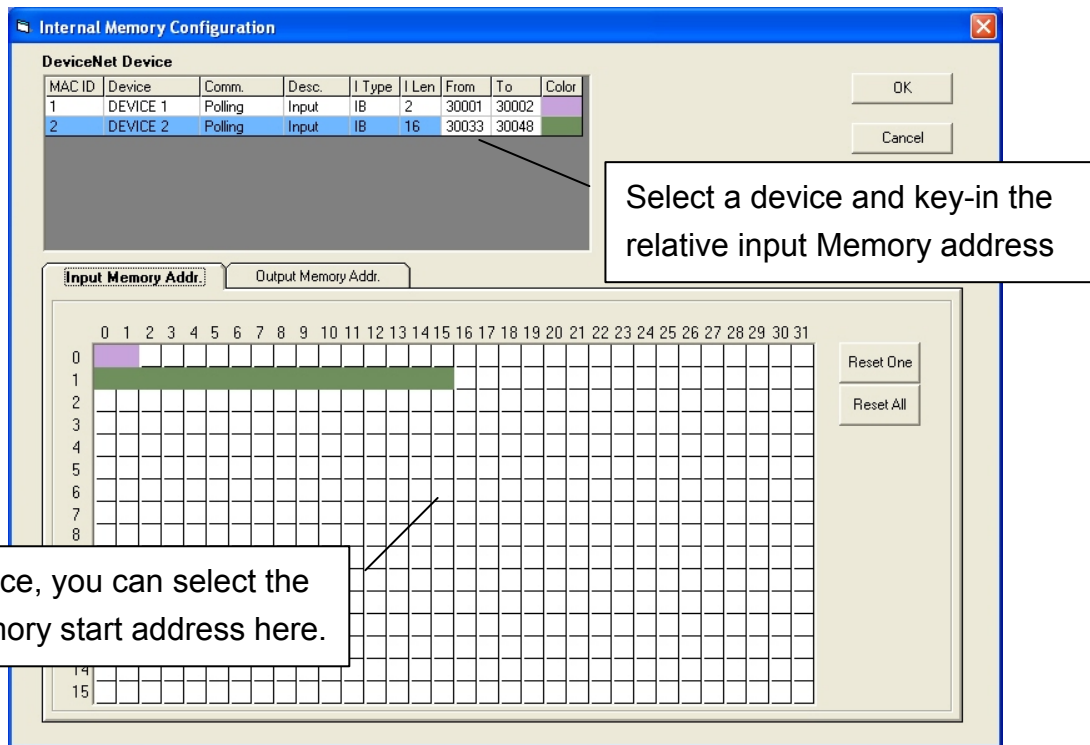 Internal Memory Configuration
DeviceNet Device
MAC ID Device Comm. Desc. I Type I Len From To Color
1 DEVICE 1 Polling Input IB 2 30001 30002
2 DEVICE 2 Polling Input IB 16 30033 30048
OK
Cancel
Select a device and key-in the
relative input Memory address
Input Memory Addr. Output Memory Addr.
0 1 2 3 4 5 6 7 8 9 10 11 12 13 14 15 16 17 18 19 20 21 22 23 24 25 26 27 28 29 30 31
0
1
2
3
4
5
6
7
8
Reset One
Reset All
ce, you can select the
nory start address here.
14
15